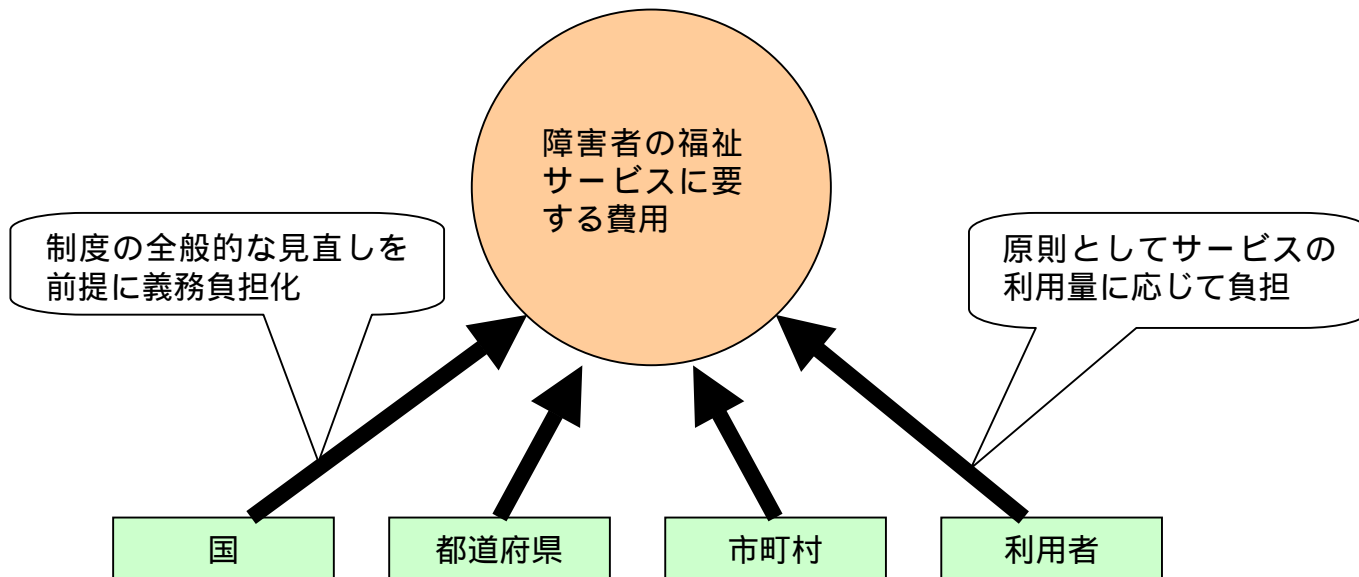 障害者の福祉
サービスに要
する費用
制度の全般的な見直しを
前提に義務負担化
原則としてサービスの
利用量に応じて負担
国
都道府県
市町村
利用者